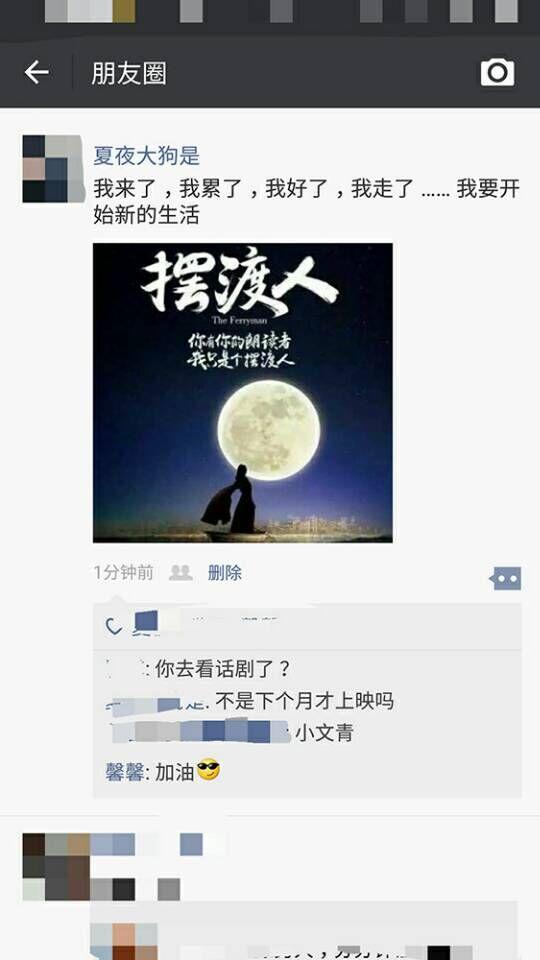 朋友圈
夏夜大狗是
我来了，我累了，我好了，我走了 ...... 我要开
始新的生活
摆渡人
The Ferryman
你有你的朗读者
我只是个摆渡人
1分钟前
删除
: 你去看话剧了？
不是下个月才上映吗
: 小文青
馨馨: 加油😎